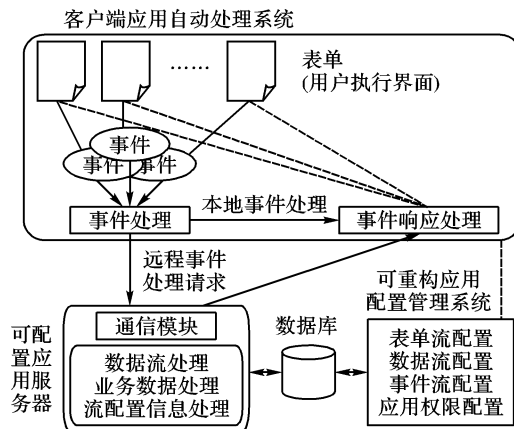 客户端应用自动处理系统
……
表单
(用户执行界面)
事件
事件
事件
事件处理
本地事件处理
事件响应处理
远程事件
处理请求
可重构应用
配置管理系统
可配
置应
用服
务器
通信模块
数据流处理
业务数据处理
流配置信息处理
数据库
表单流配置
数据流配置
事件流配置
应用权限配置